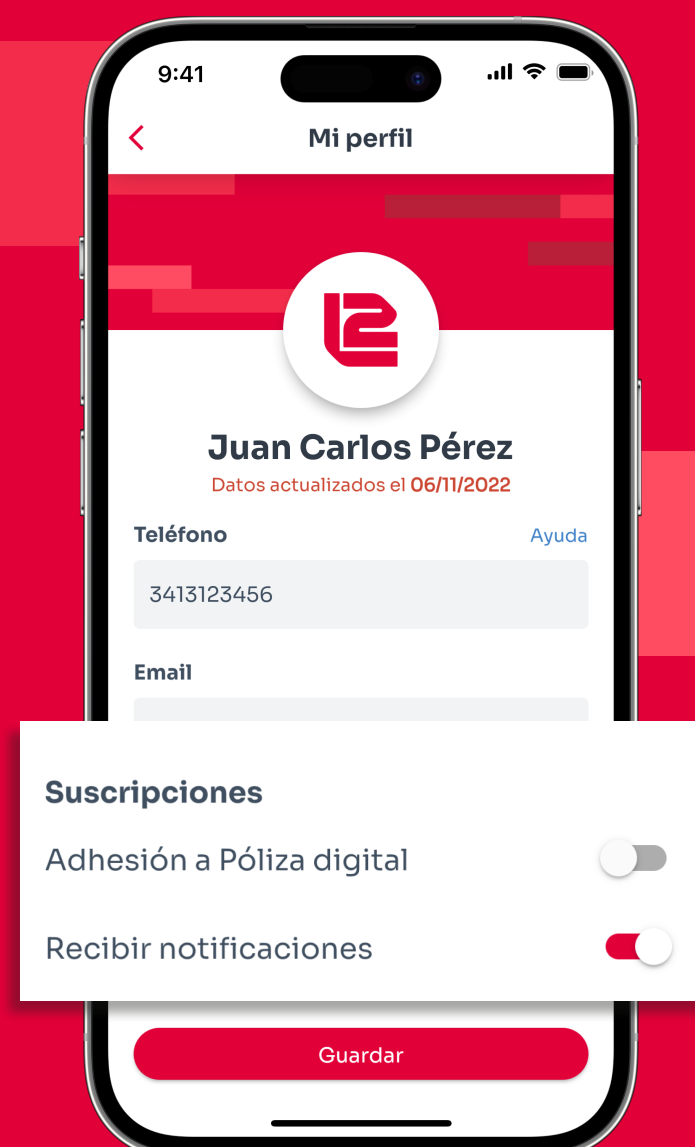 9:41
Mi perfil
Juan Carlos Pérez
Datos actualizados el 06/11/2022
Teléfono
Ayuda
3413123456
Email
Suscripciones
Adhesión a Póliza digital
Recibir notificaciones
Guardar